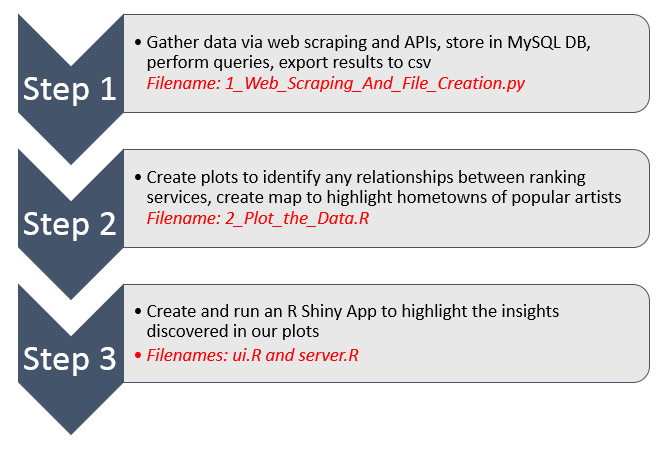 Step 1
• Gather data via web scraping and APIs, store in MySQL DB,
perform queries, export results to csv
Filename: 1_Web_Scraping_And_File_Creation.py
Step 2
• Create plots to identify any relationships between ranking
services, create map to highlight hometowns of popular artists
Filename: 2_Plot_the_Data.R
Step 3
• Create and run an R Shiny App to highlight the insights
discovered in our plots
• Filenames: ui.R and server.R